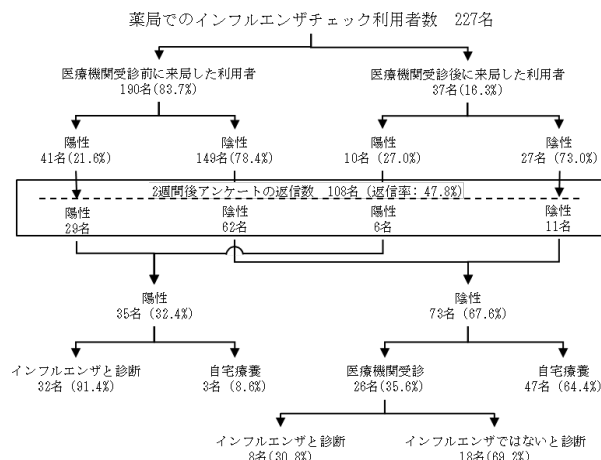 薬局でのインフルエンザチェック利用者数 227名
医療機関受診前に来局した利用者
190名(83.7%)
医療機関受診後に来局した利用者
37名(16.3%)
陽性
41名(21.6%)
陰性
149名(78.4%)
陽性
10名(27.0%)
陰性
27名(73.0%)
2週間後アンケートの返信数 108名(返信率:47.8%)
陽性
29名
陰性
62名
陽性
6名
陰性
11名
陽性
35名(32.4%)
陰性
73名(67.6%)
インフルエンザと診断
32名(91.4%)
自宅療養
3名(8.6%)
医療機関受診
26名(35.6%)
自宅療養
47名(64.4%)
インフルエンザと診断
8名(30.8%)
インフルエンザではないと診断
18名(69.2%)